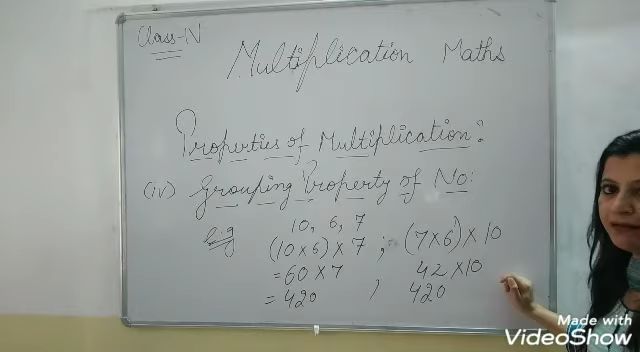 Class-IV
Multiplication Maths
Properties of Multiplication:
(iv) Grouping Property of No:
e.g 10, 6, 7
(10 x 6) x 7 ; (7 x 6) x 10
= 60 x 7 42 x 10
= 420 , 420
Made with
VideoShow